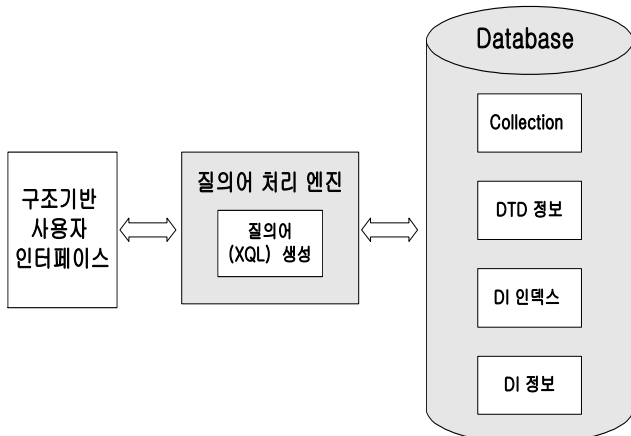 구조기반
사용자
인터페이스
질의어 처리 엔진
질의어
(XQL) 생성
Database
Collection
DTD 정보
DI 인덱스
DI 정보